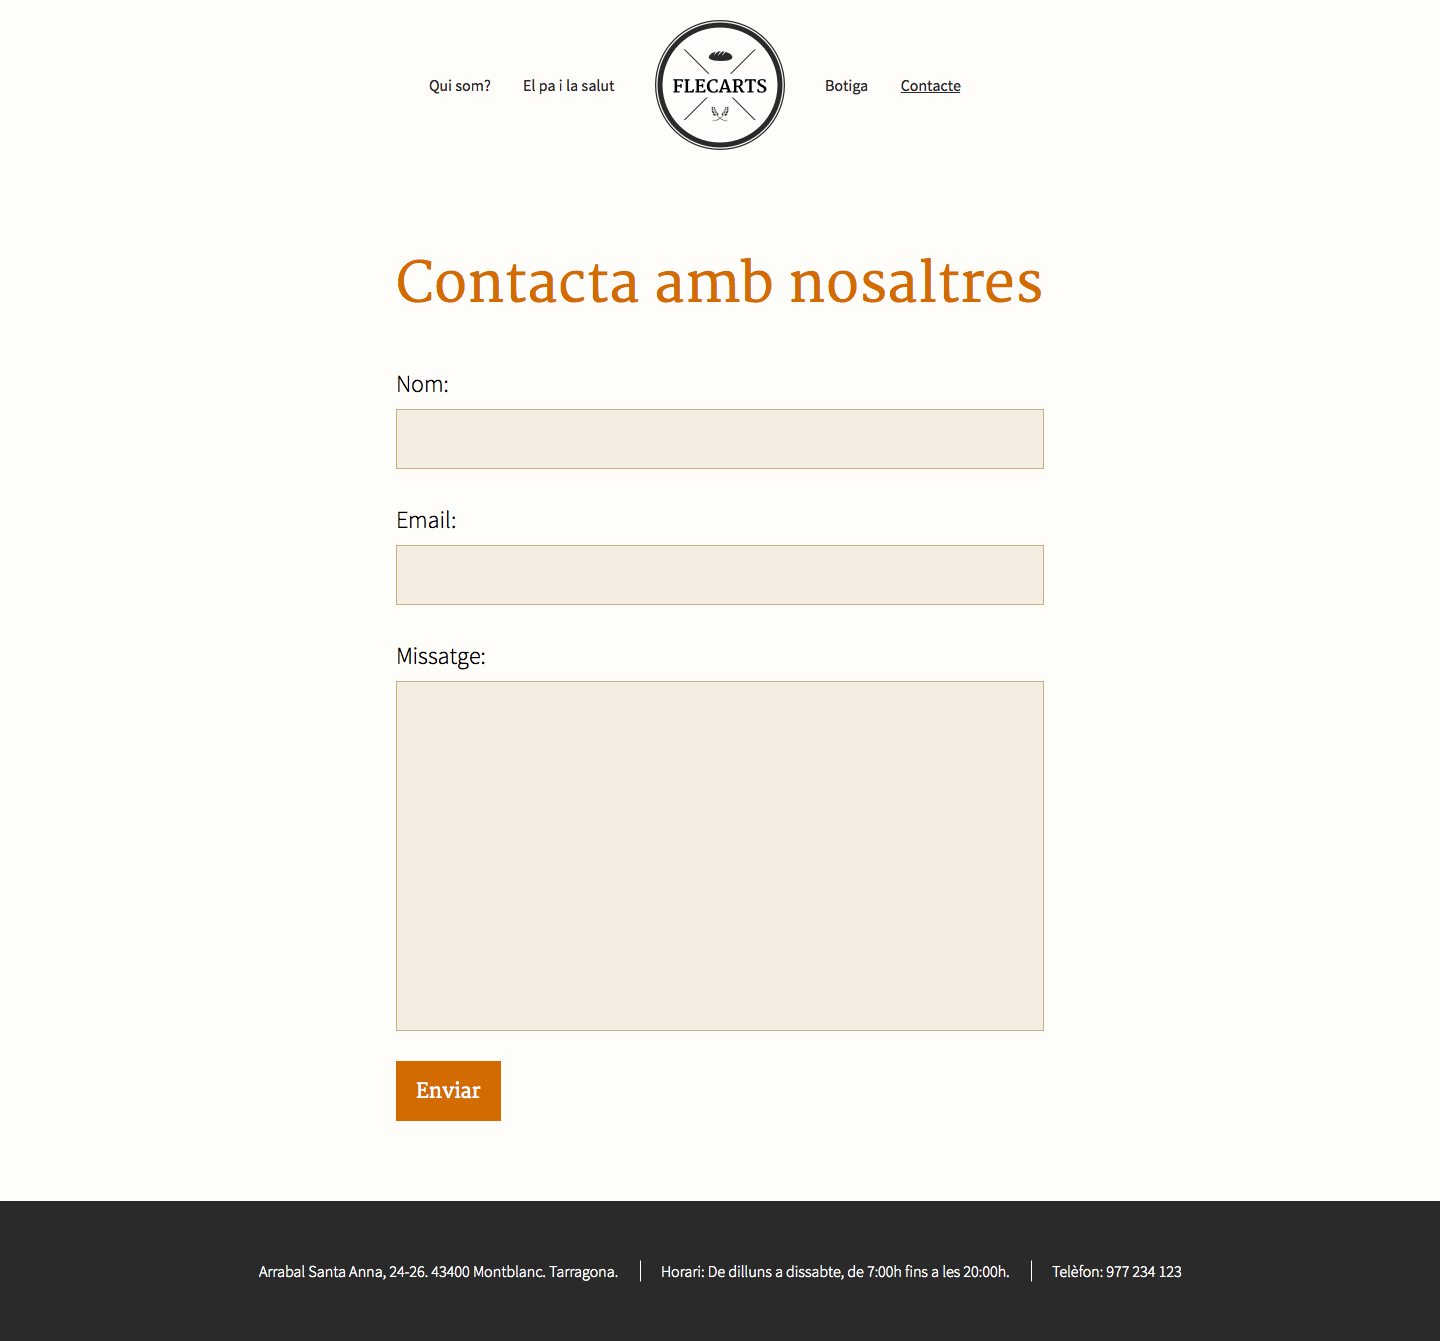 Qui som?
El pa i la salut
FLECARTS
Botiga
Contacte
Contacta amb nosaltres
Nom:
Email:
Missatge:
Enviar
Arrabal Santa Anna, 24-26. 43400 Montblanc. Tarragona.
Horari: De dilluns a dissabte, de 7:00h fins a les 20:00h.
Telèfon: 977 234 123